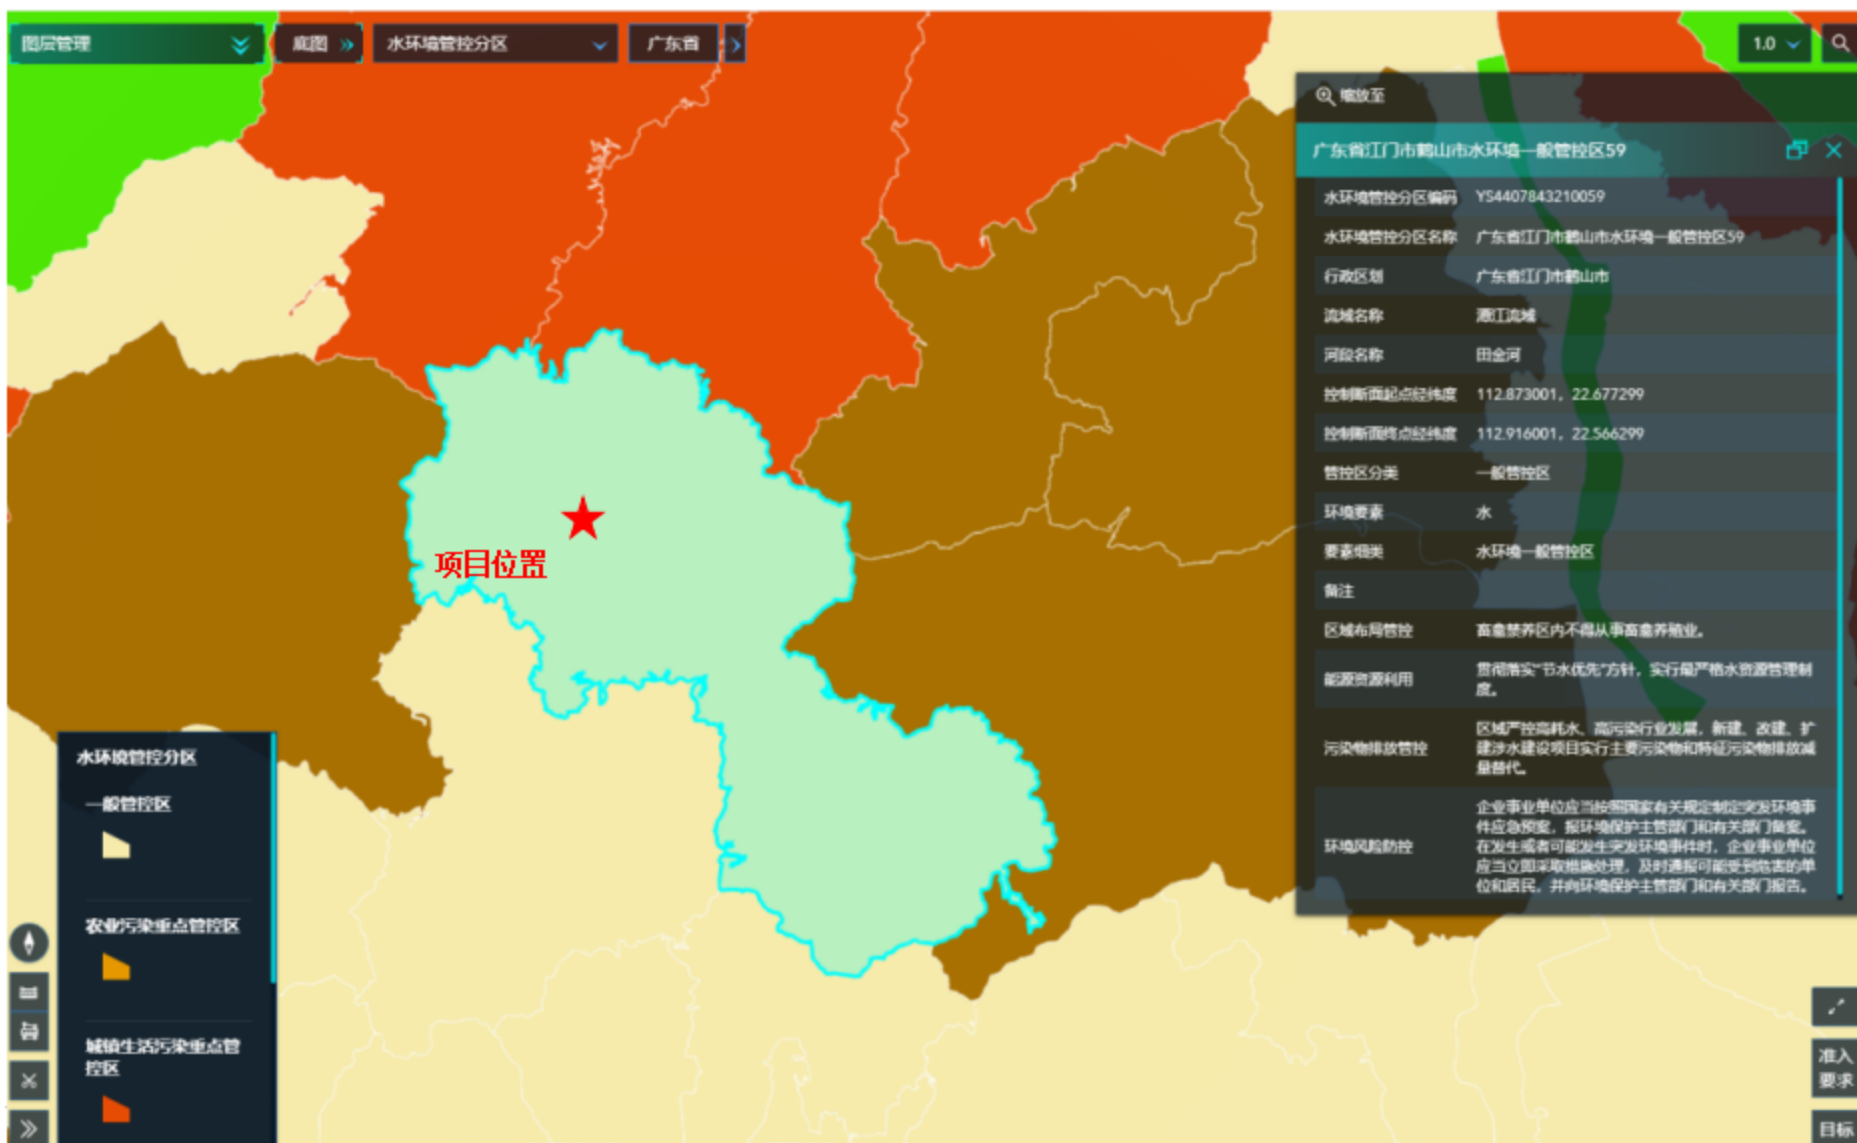 图层管理
底图
水环境管控分区
广东省
1.0
缩放至
广东省江门市鹤山市水环境一般管控区59
水环境管控分区编码 YS4407843210059
水环境管控分区名称 广东省江门市鹤山市水环境一般管控区59
行政区划 广东省江门市鹤山市
流域名称 潭江流域
河段名称 田金河
控制断面起点经纬度 112.873001，22.677299
控制断面终点经纬度 112.916001，22.566299
管控区分类 一般管控区
环境要素 水
要素细类 水环境一般管控区
备注
区域布局管控 畜禽禁养区内不得从事畜禽养殖业。
能源资源利用 贯彻落实“节水优先”方针，实行最严格水资源管理制
度。
污染物排放管控 区域严控高耗水、高污染行业发展，新建、改建、扩
建涉水建设项目实行主要污染物和特征污染物排放减
量替代。
环境风险防控 企业事业单位应当按照国家有关规定制定突发环境事
件应急预案，报环境保护主管部门和有关部门备案。
在发生或者可能发生突发环境事件时，企业事业单位
应当立即采取措施处理，及时通报可能受到危害的单
位和居民，并向环境保护主管部门和有关部门报告。
项目位置
水环境管控分区
一般管控区
农业污染重点管控区
城镇生活污染重点管
控区
准入
要求
目标